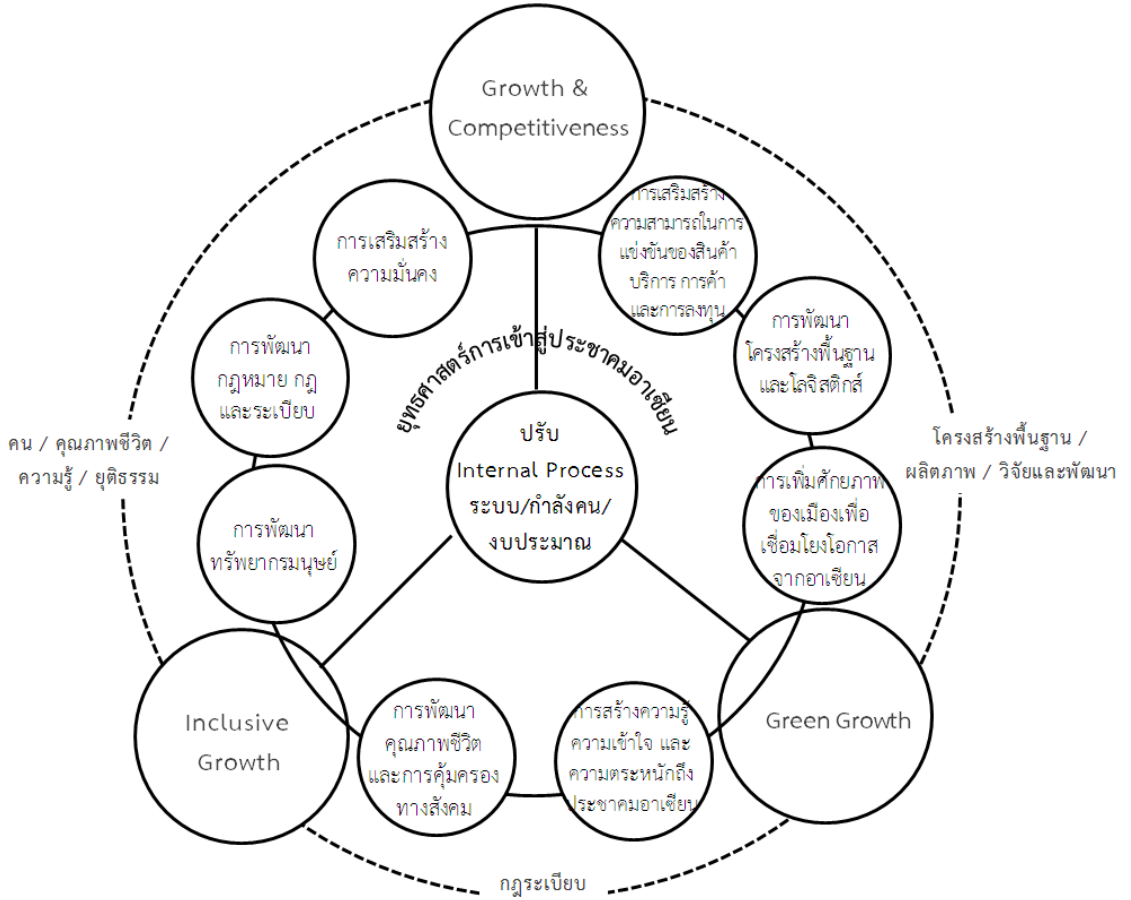 Growth &
Competitiveness
การเสริมสร้าง
ความมั่นคง
การเสริมสร้าง
ความสามารถในการ
แข่งขันของสินค้า
บริการ การค้า
และการลงทุน
การพัฒนา
กฎหมาย กฎ
และระเบียบ
การพัฒนา
โครงสร้างพื้นฐาน
และโลจิสติกส์
ยุทธศาสตร์การเข้าสู่ประชาคมอาเซียน
คน / คุณภาพชีวิต /
ความรู้ / ยุติธรรม
ปรับ
Internal Process
ระบบ/กำลังคน/
งบประมาณ
โครงสร้างพื้นฐาน /
ผลิตภาพ / วิจัยและพัฒนา
การพัฒนา
ทรัพยากรมนุษย์
การเพิ่มศักยภาพ
ของเมืองเพื่อ
เชื่อมโยงโอกาส
จากอาเซียน
Inclusive
Growth
การพัฒนา
คุณภาพชีวิต
และการคุ้มครอง
ทางสังคม
การสร้างความรู้
ความเข้าใจ และ
ความตระหนักถึง
ประชาคมอาเซียน
Green Growth
กฎระเบียบ